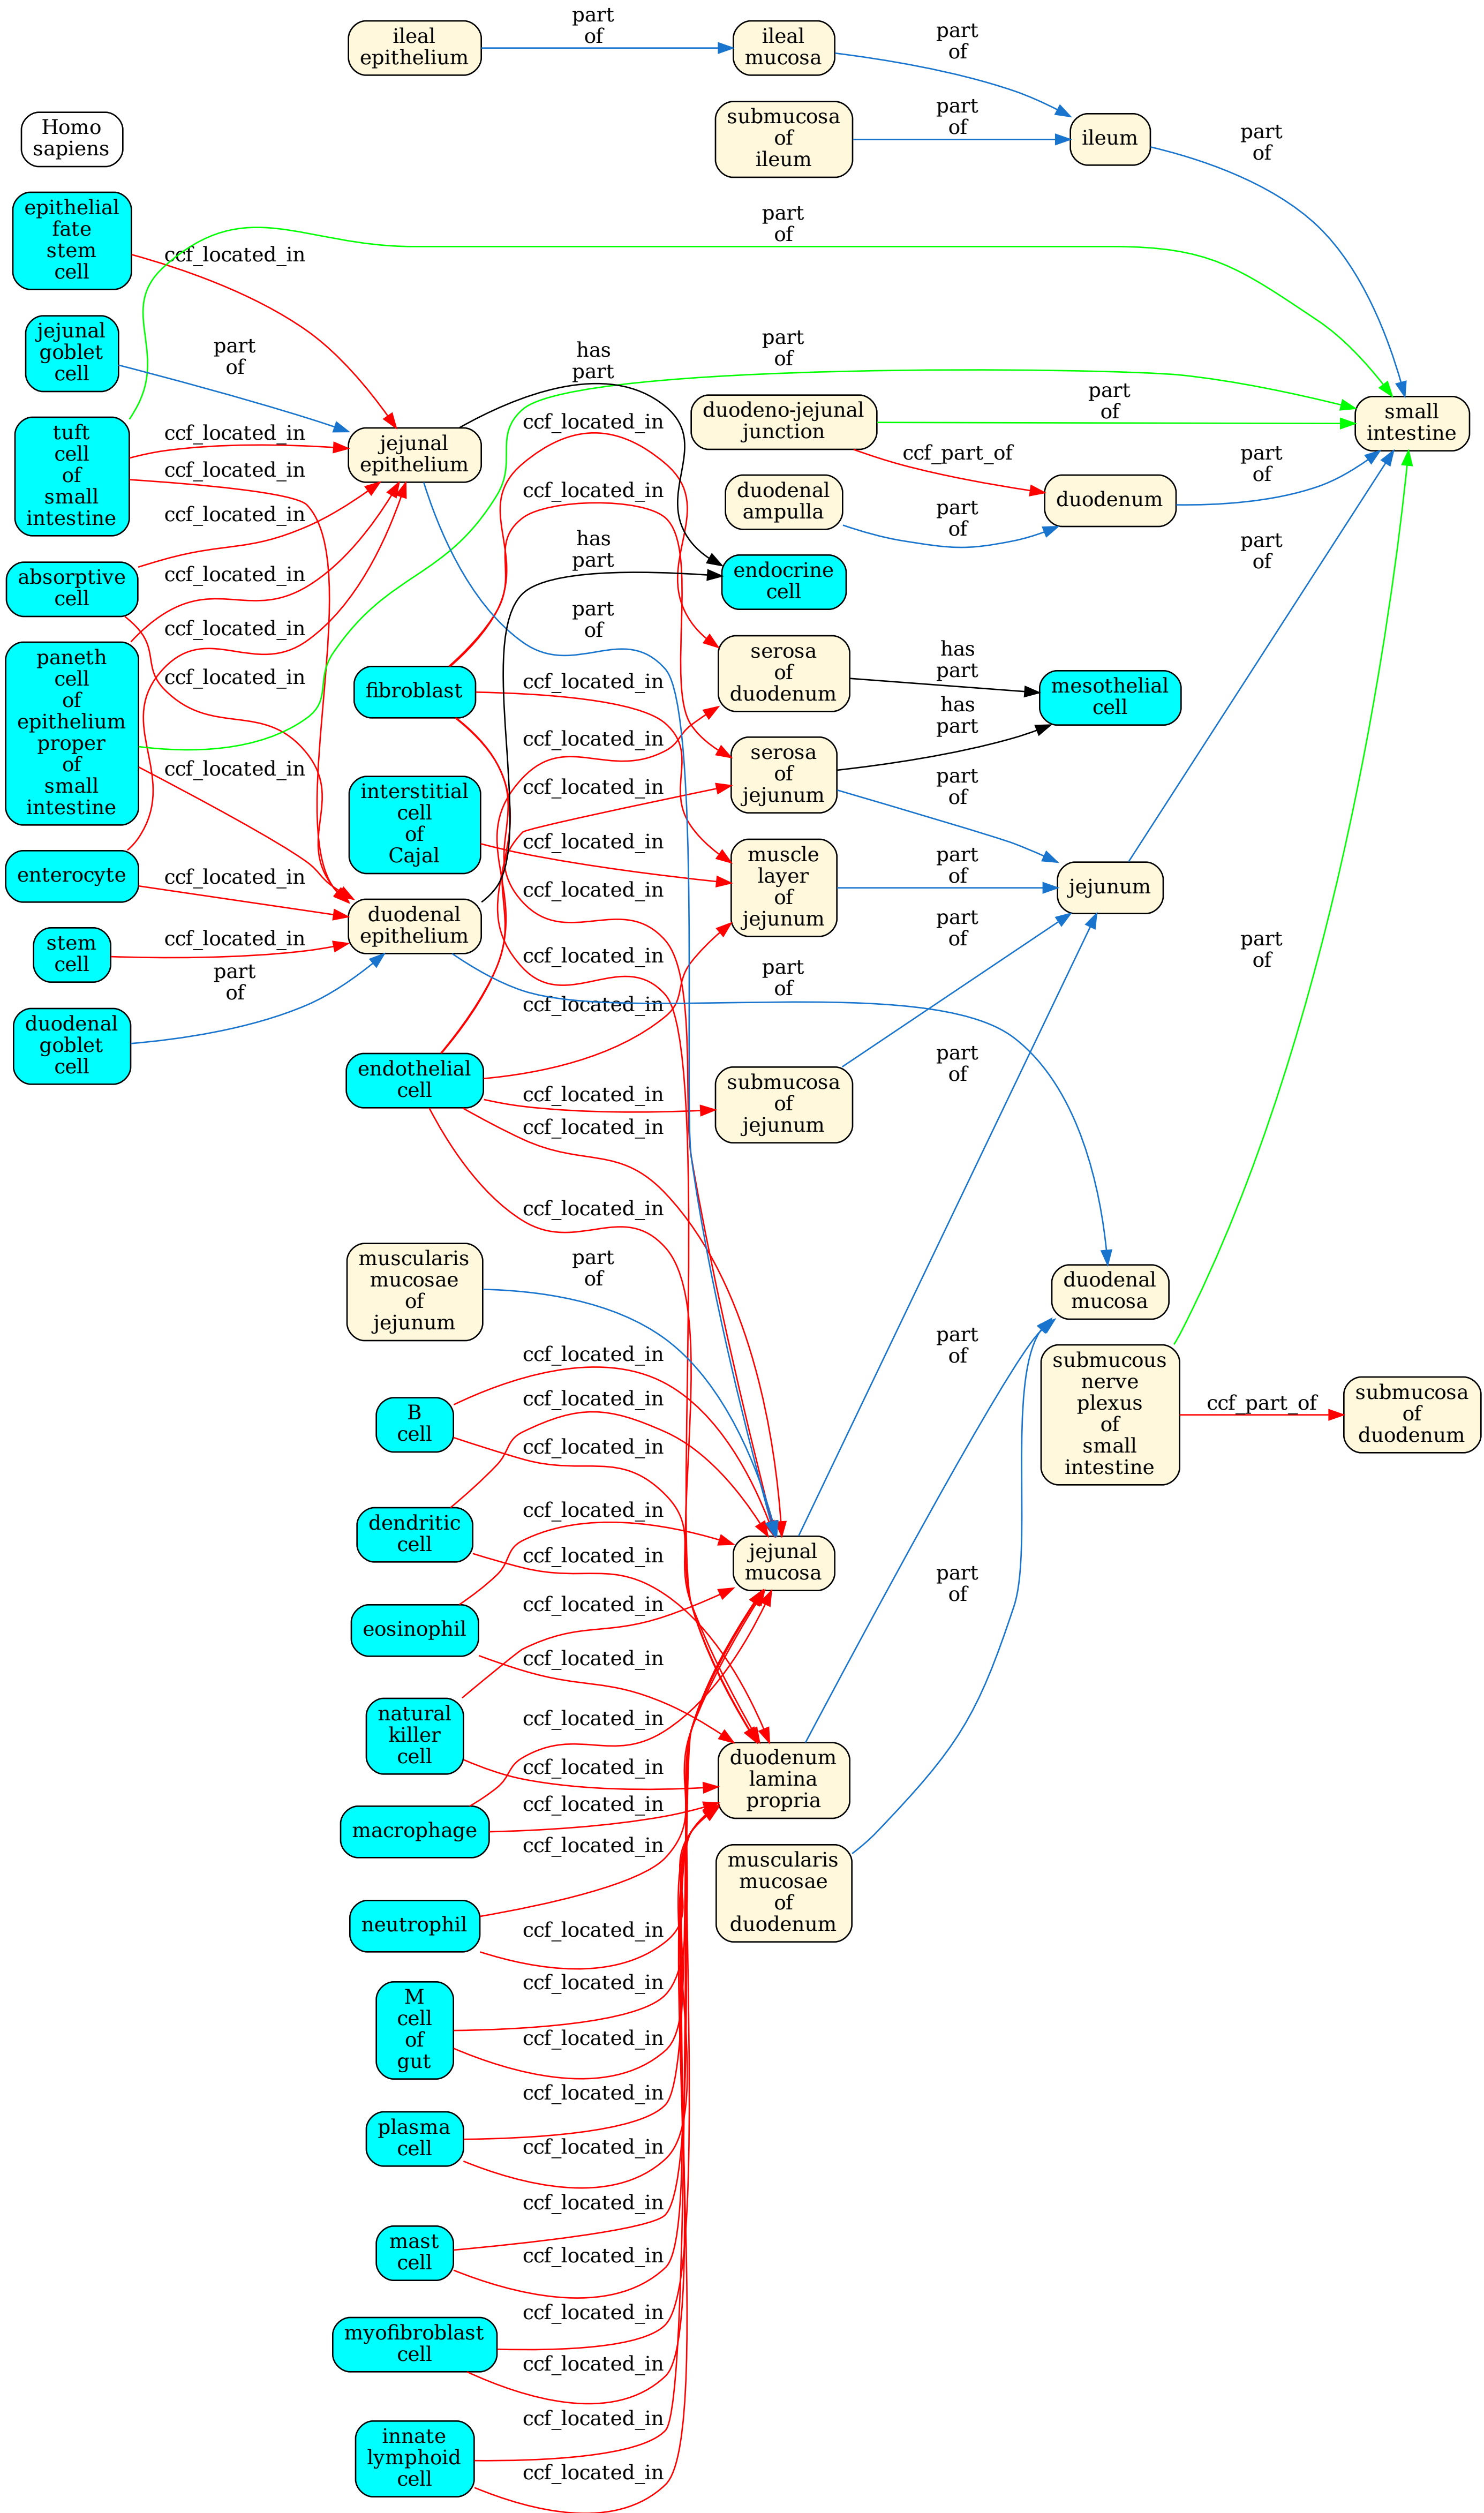 ileal
epithelium
part
of
ileal
mucosa
part
of
submucosa
of
ileum
part
of
ileum
part
of
Homo
sapiens
epithelial
fate
stem
cell
ccf_located_in
part
of
jejunal
goblet
cell
part
of
tuft
cell
of
small
intestine
ccf_located_in
ccf_located_in
jejunal
epithelium
has
part
part
of
ccf_located_in
duodeno-jejunal
junction
part
of
small
intestine
ccf_part_of
absorptive
cell
ccf_located_in
ccf_located_in
ccf_located_in
duodenal
ampulla
part
of
duodenum
part
of
has
part
endocrine
cell
part
of
paneth
cell
of
epithelium
proper
of
small
intestine
ccf_located_in
ccf_located_in
ccf_located_in
part
of
fibroblast
ccf_located_in
serosa
of
duodenum
has
part
mesothelial
cell
has
part
ccf_located_in
interstitial
cell
of
Cajal
ccf_located_in
serosa
of
jejunum
part
of
enterocyte
ccf_located_in
ccf_located_in
ccf_located_in
muscle
layer
of
jejunum
part
of
jejunum
stem
cell
ccf_located_in
duodenal
epithelium
ccf_located_in
part
of
part
of
part
of
duodenal
goblet
cell
part
of
ccf_located_in
endothelial
cell
ccf_located_in
ccf_located_in
submucosa
of
jejunum
part
of
ccf_located_in
muscularis
mucosae
of
jejunum
part
of
duodenal
mucosa
B
cell
ccf_located_in
ccf_located_in
ccf_located_in
part
of
submucous
nerve
plexus
of
small
intestine
ccf_part_of
submucosa
of
duodenum
dendritic
cell
ccf_located_in
ccf_located_in
jejunal
mucosa
part
of
eosinophil
ccf_located_in
ccf_located_in
natural
killer
cell
ccf_located_in
ccf_located_in
duodenum
lamina
propria
macrophage
ccf_located_in
ccf_located_in
muscularis
mucosae
of
duodenum
neutrophil
ccf_located_in
M
cell
of
gut
ccf_located_in
ccf_located_in
plasma
cell
ccf_located_in
ccf_located_in
mast
cell
ccf_located_in
ccf_located_in
myofibroblast
cell
ccf_located_in
ccf_located_in
innate
lymphoid
cell
ccf_located_in
ccf_located_in